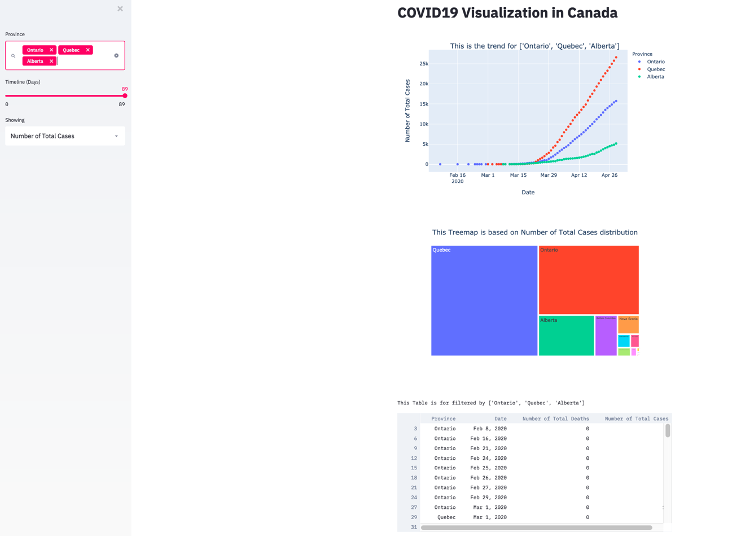 Province
Ontario
Quebec
Alberta
Timeline (Days)
89
0
89
Showing
Number of Total Cases
COVID19 Visualization in Canada
This is the trend for ['Ontario', 'Quebec', 'Alberta']
Province
Ontario
Quebec
Alberta
Number of Total Cases
25k
20k
15k
10k
5k
0
Feb 16
2020
Mar 1
Mar 15
Mar 29
Apr 12
Apr 26
Date
This Treemap is based on Number of Total Cases distribution
Quebec
Ontario
Alberta
This Table is for filtered by ['Ontario', 'Quebec', 'Alberta']
Province Date Number of Total Deaths Number of Total Cases
3 Ontario Feb 8, 2020 0
6 Ontario Feb 16, 2020 0
9 Ontario Feb 21, 2020 0
12 Ontario Feb 24, 2020 0
15 Ontario Feb 25, 2020 0
18 Ontario Feb 26, 2020 0
21 Ontario Feb 27, 2020 0
24 Ontario Feb 29, 2020 0
27 Ontario Mar 1, 2020 0
29 Quebec Mar 1, 2020 0
31